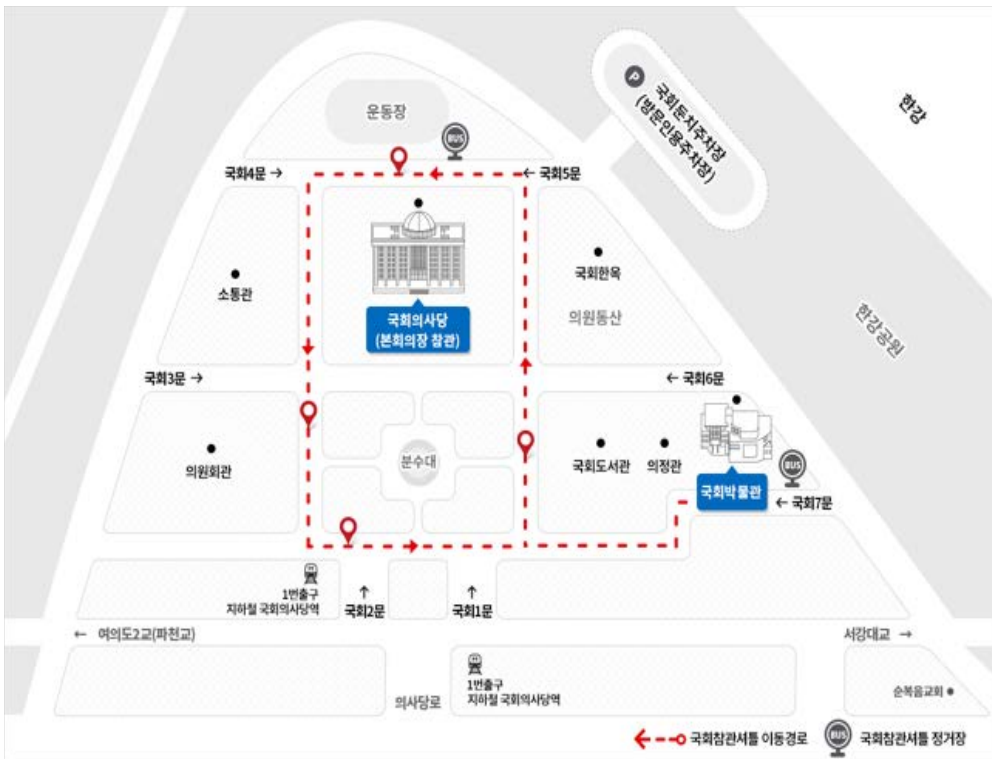 운동장
BUS
P
국회둔치주차장
(방문인용주차장)
한강
국회4문 →
← 국회5문
소통관
국회의사당
(본회의장 참관)
국회한옥
의원동산
한강공원
국회3문 →
← 국회6문
의원회관
분수대
국회도서관
의정관
BUS
국회박물관
← 국회7문
1번출구
지하철 국회의사당역
↑
국회2문
↑
국회1문
← 여의도2교(파천교)
서강대교 →
의사당로
1번출구
지하철 국회의사당역
순복음교회
국회참관셔틀 이동경로
BUS
국회참관셔틀 정거장